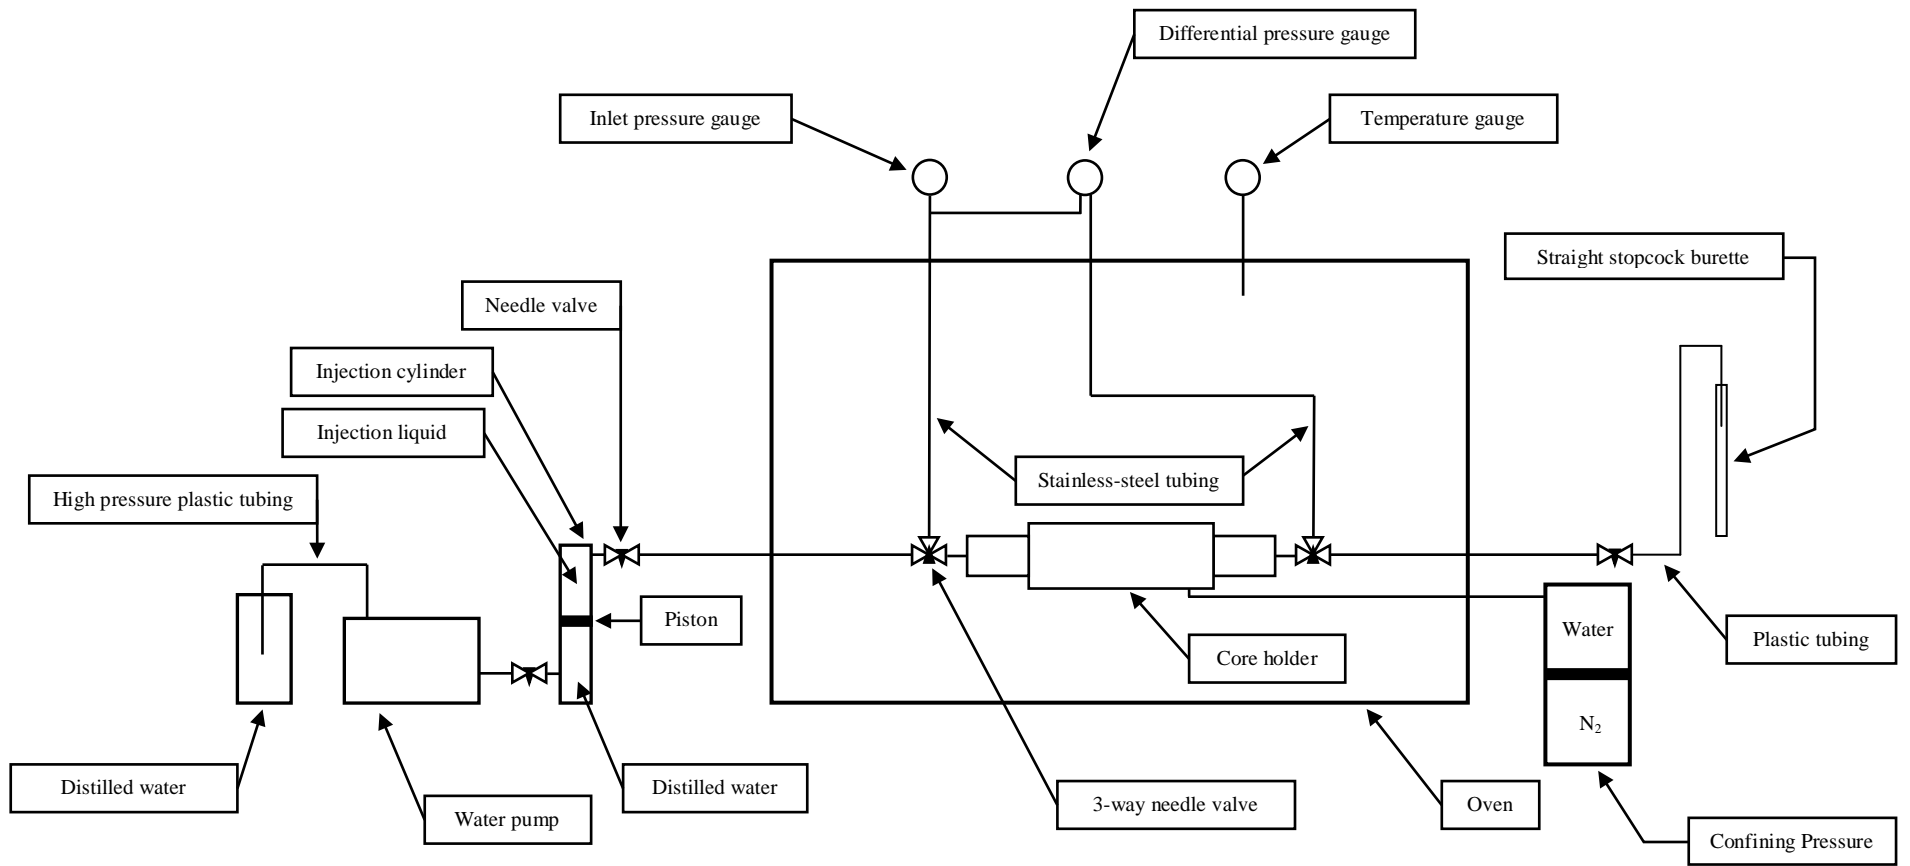 Differential pressure gauge
Inlet pressure gauge
Temperature gauge
Straight stopcock burette
Needle valve
Injection cylinder
Injection liquid
High pressure plastic tubing
Stainless-steel tubing
Piston
Water
Plastic tubing
Core holder
N₂
Distilled water
Distilled water
Water pump
3-way needle valve
Oven
Confining Pressure